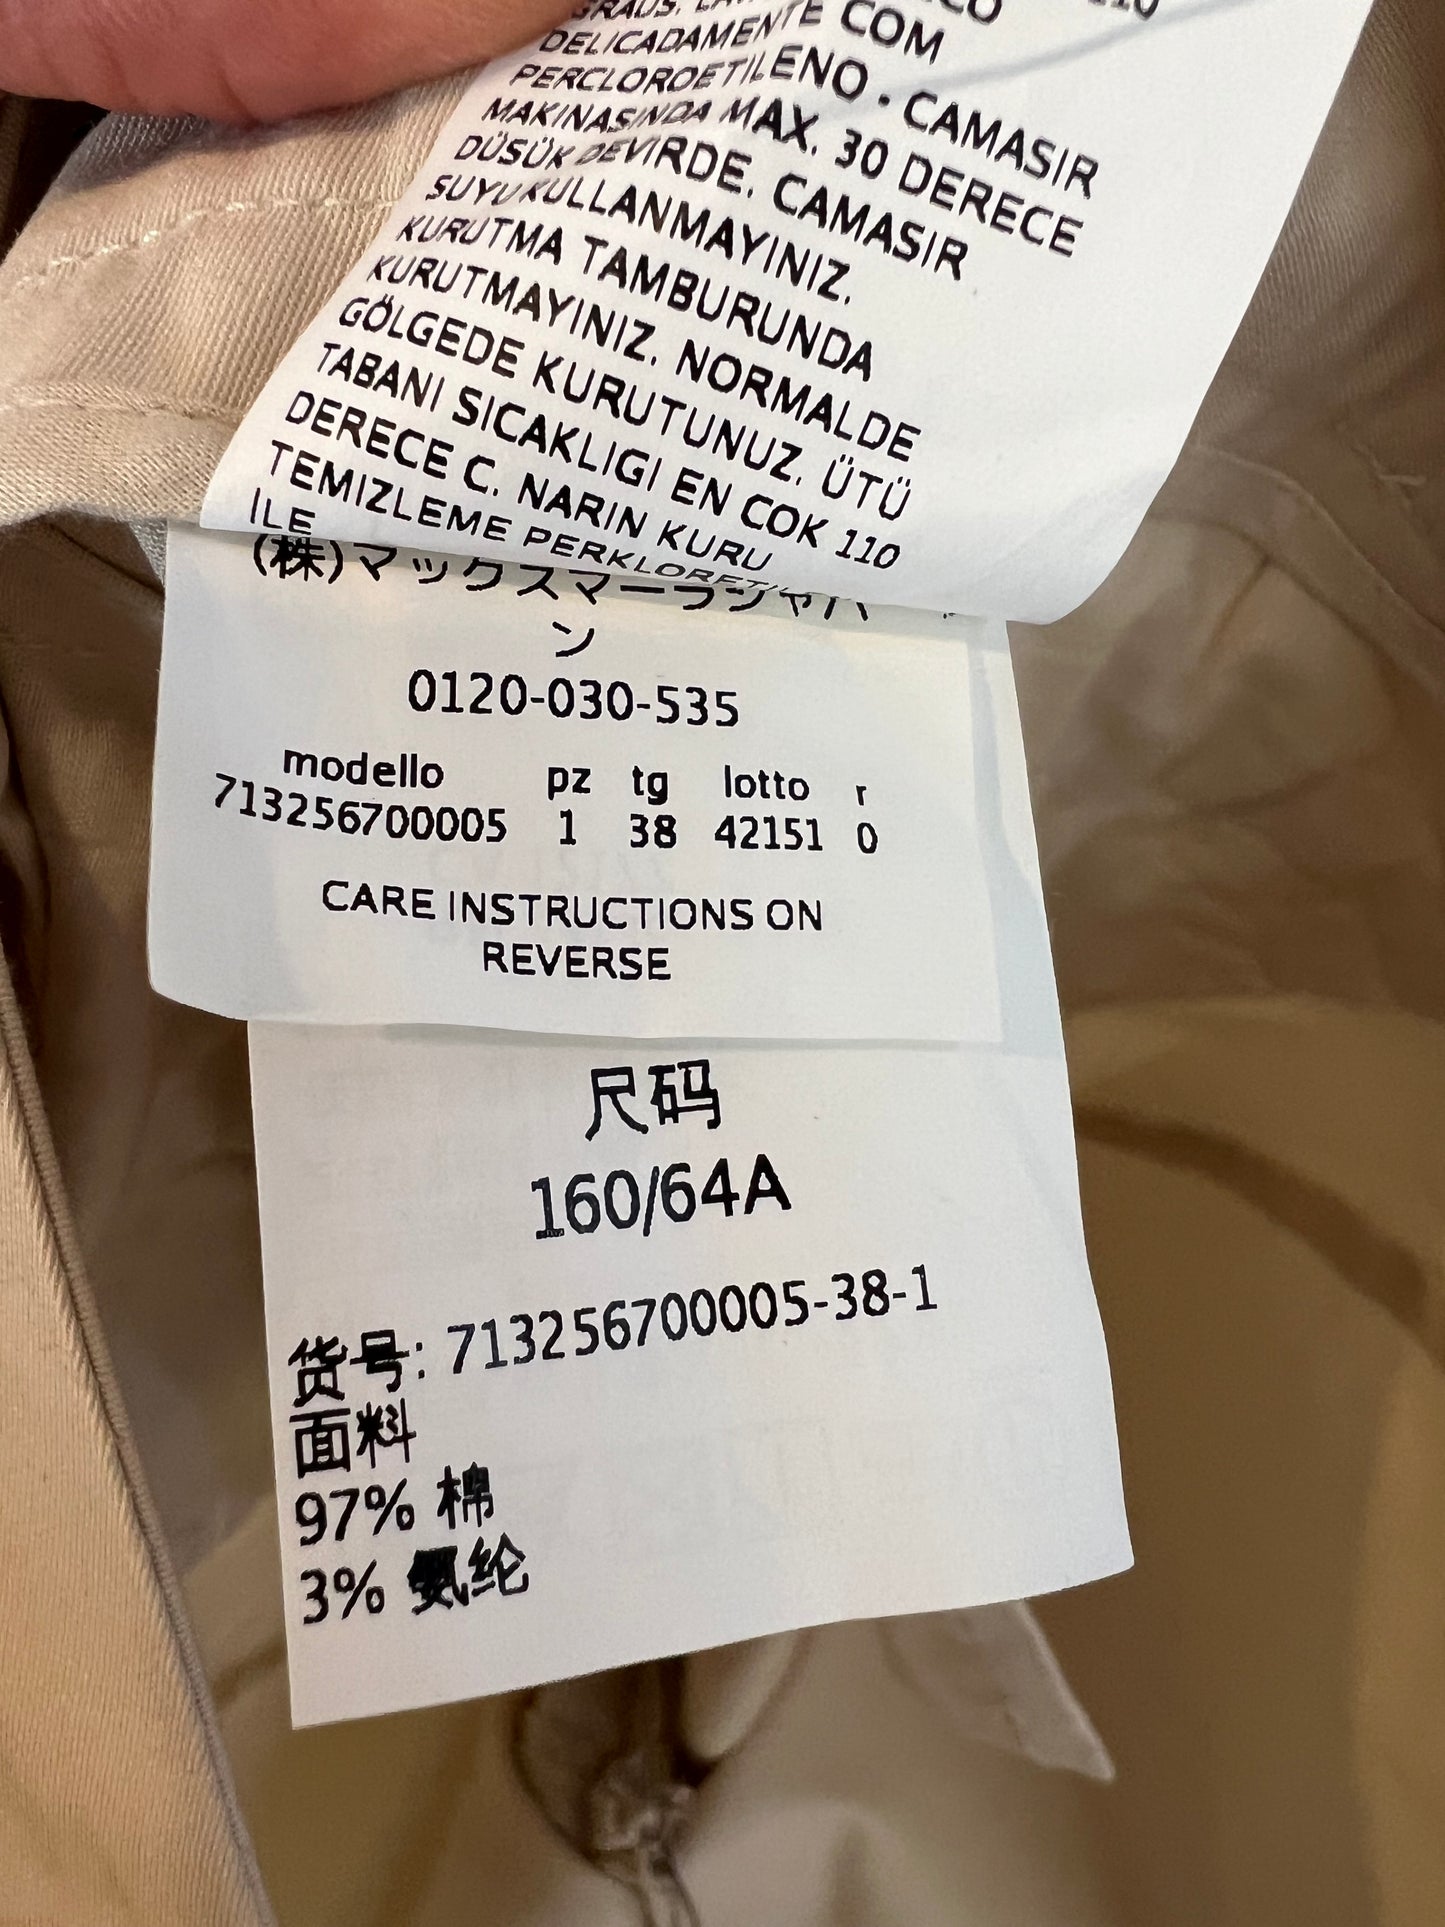 GRAUS.
DELICADAMENTE COM
PERCLOROETILENO - CAMASIR
MAKINASINDA MAX. 30 DERECE
DÜSÜK DEVIRDE. CAMASIR
SUYU KULLANMAYINIZ.
KURUTMA TAMBURUNDA
KURUTMAYINIZ. NORMALDE
GÖLGEDE KURUTUNUZ. ÜTÜ
TABANI SICAKLIGI EN COK 110
DERECE C. NARIN KURU
TEMIZLEME PERKLORETI
ILE
(株)マックスマーラジャパ
ン
0120-030-535
modello pz tg lotto r
713256700005 1 38 42151 0
CARE INSTRUCTIONS ON
REVERSE
尺码
160/64A
货号: 713256700005-38-1
面料
97% 棉
3% 氨纶